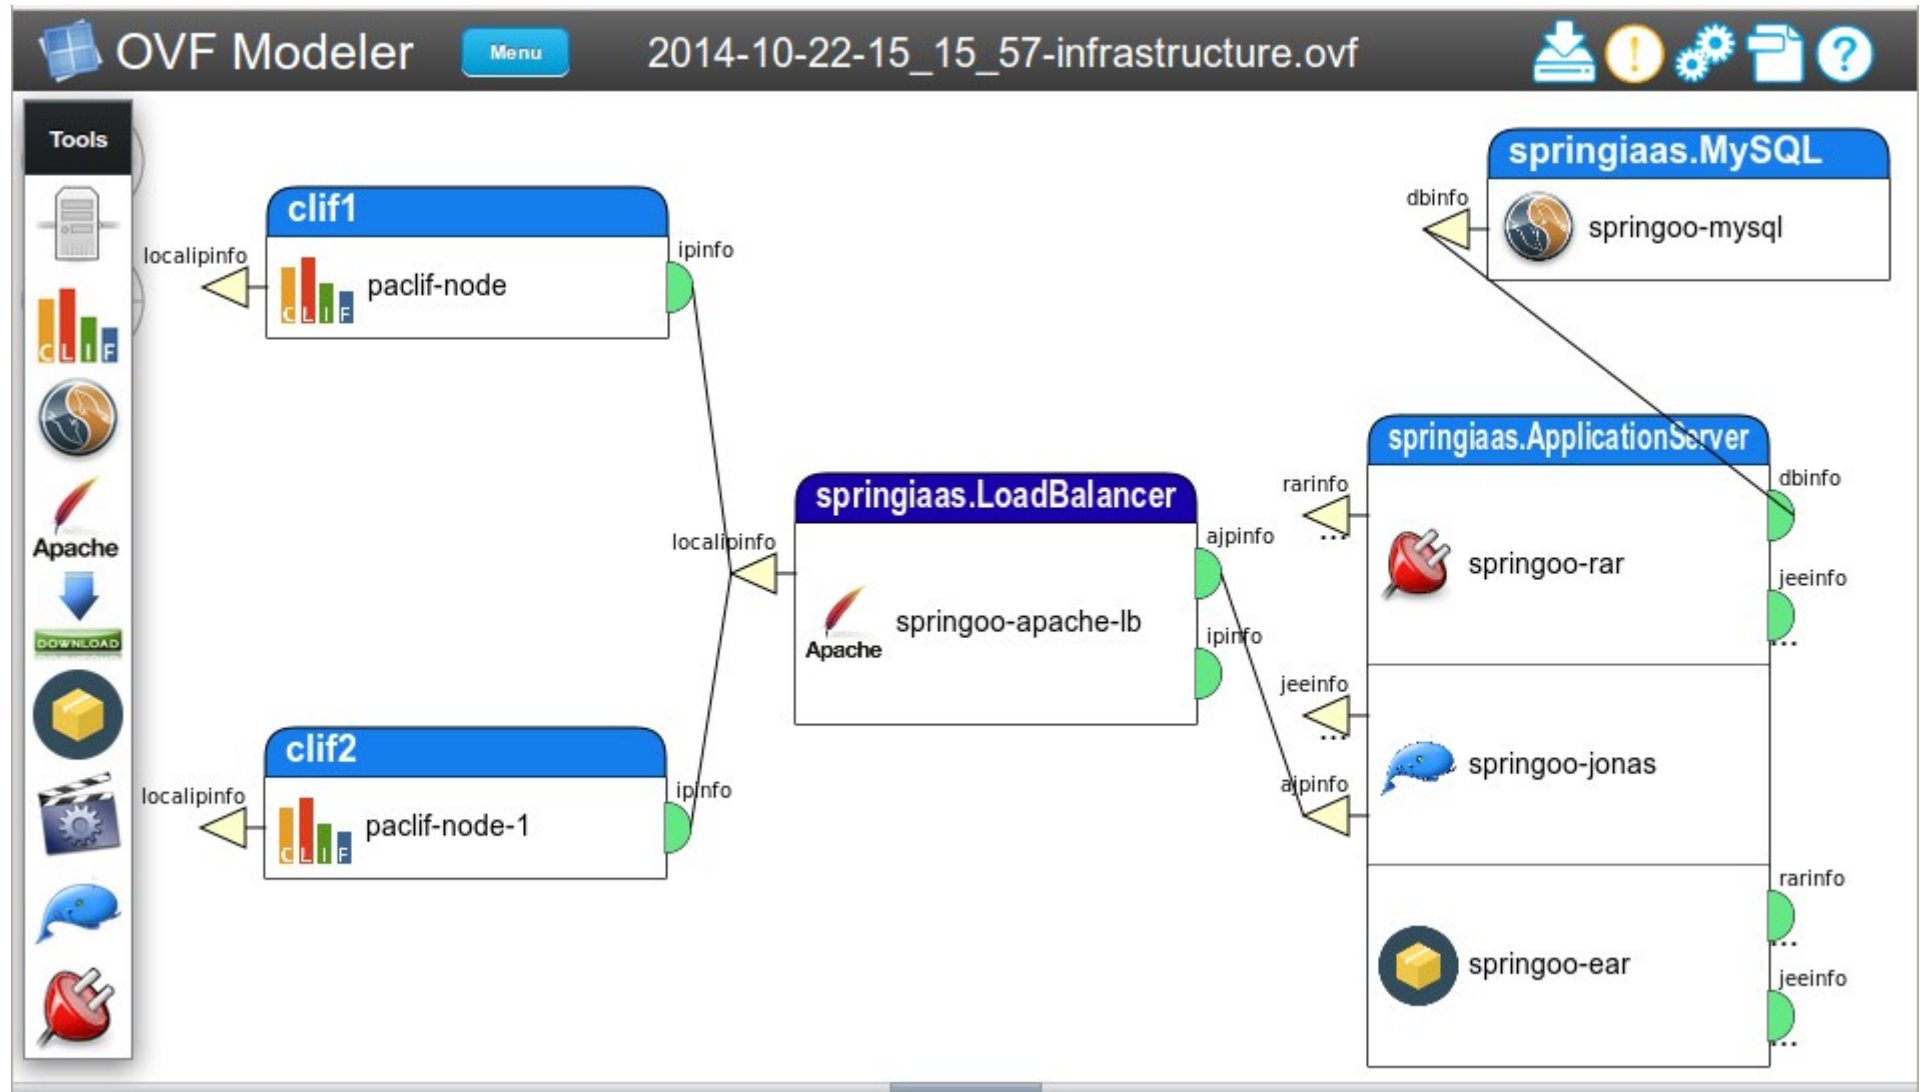 OVF Modeler
Menu
2014-10-22-15_15_57-infrastructure.ovf
Tools
CLIF
Apache
DOWNLOAD
clif1
localipinfo
ipinfo
CLIF
paclif-node
clif2
localipinfo
ipinfo
CLIF
paclif-node-1
springiaas.LoadBalancer
localipinfo
ajpinfo
ipinfo
Apache
springoo-apache-lb
springiaas.MySQL
dbinfo
springoo-mysql
springiaas.ApplicationServer
rarinfo
...
dbinfo
springoo-rar
jeeinfo
...
jeeinfo
...
springoo-jonas
ajpinfo
rarinfo
...
springoo-ear
jeeinfo
...